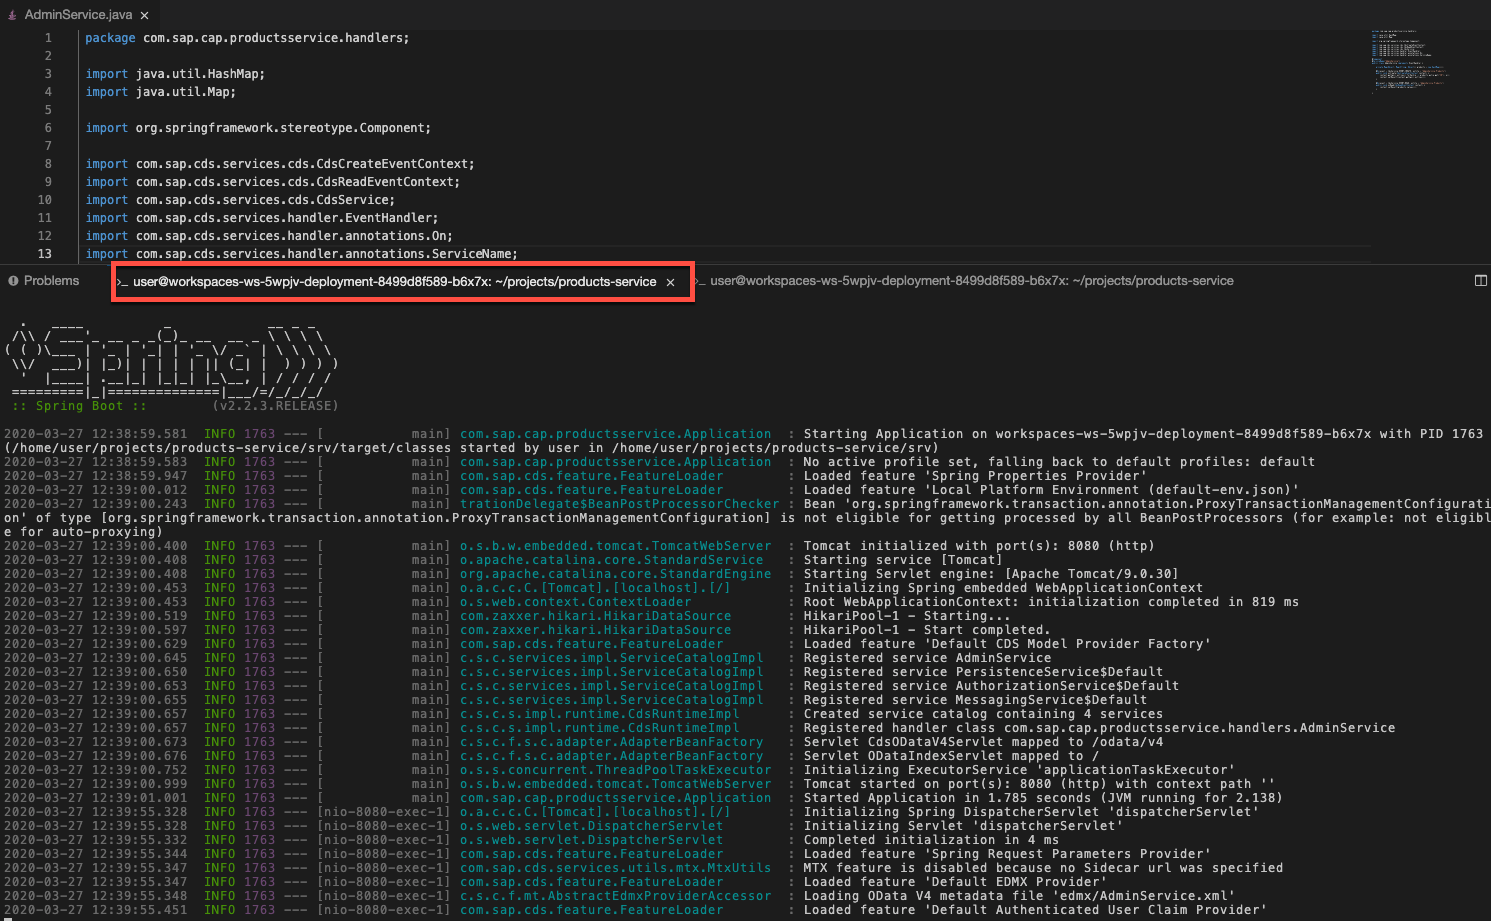 AdminService.java ×
1 package com.sap.cap.productsservice.handlers;
2
3 import java.util.HashMap;
4 import java.util.Map;
5
6 import org.springframework.stereotype.Component;
7
8 import com.sap.cds.services.cds.CdsCreateEventContext;
9 import com.sap.cds.services.cds.CdsReadEventContext;
10 import com.sap.cds.services.cds.CdsService;
11 import com.sap.cds.services.handler.EventHandler;
12 import com.sap.cds.services.handler.annotations.On;
13 import com.sap.cds.services.handler.annotations.ServiceName;
Problems >_ user@workspaces-ws-5wpjv-deployment-8499d8f589-b6x7x: ~/projects/products-service × >_ user@workspaces-ws-5wpjv-deployment-8499d8f589-b6x7x: ~/projects/products-service
  .   ____          _            __ _ _
 /\\ / ___'_ __ _ _(_)_ __  __ _ \ \ \ \
( ( )\___ | '_ | '_| | '_ \/ _` | \ \ \ \
 \\/  ___)| |_)| | | | | || (_| |  ) ) ) )
  '  |____| .__|_| |_|_| |_\__, | / / / /
 =========|_|==============|___/=/_/_/_/
 :: Spring Boot ::        (v2.2.3.RELEASE)
2020-03-27 12:38:59.581  INFO 1763 --- [           main] com.sap.cap.productsservice.Application  : Starting Application on workspaces-ws-5wpjv-deployment-8499d8f589-b6x7x with PID 1763
(/home/user/projects/products-service/srv/target/classes started by user in /home/user/projects/products-service/srv)
2020-03-27 12:38:59.583  INFO 1763 --- [           main] com.sap.cap.productsservice.Application  : No active profile set, falling back to default profiles: default
2020-03-27 12:38:59.947  INFO 1763 --- [           main] com.sap.cds.feature.FeatureLoader        : Loaded feature 'Spring Properties Provider'
2020-03-27 12:39:00.012  INFO 1763 --- [           main] com.sap.cds.feature.FeatureLoader        : Loaded feature 'Local Platform Environment (default-env.json)'
2020-03-27 12:39:00.243  INFO 1763 --- [           main] trationDelegate$BeanPostProcessorChecker : Bean 'org.springframework.transaction.annotation.ProxyTransactionManagementConfigurati
on' of type [org.springframework.transaction.annotation.ProxyTransactionManagementConfiguration] is not eligible for getting processed by all BeanPostProcessors (for example: not eligibl
e for auto-proxying)
2020-03-27 12:39:00.400  INFO 1763 --- [           main] o.s.b.w.embedded.tomcat.TomcatWebServer  : Tomcat initialized with port(s): 8080 (http)
2020-03-27 12:39:00.408  INFO 1763 --- [           main] o.apache.catalina.core.StandardService   : Starting service [Tomcat]
2020-03-27 12:39:00.408  INFO 1763 --- [           main] org.apache.catalina.core.StandardEngine  : Starting Servlet engine: [Apache Tomcat/9.0.30]
2020-03-27 12:39:00.453  INFO 1763 --- [           main] o.a.c.c.C.[Tomcat].[localhost].[/]       : Initializing Spring embedded WebApplicationContext
2020-03-27 12:39:00.453  INFO 1763 --- [           main] o.s.web.context.ContextLoader            : Root WebApplicationContext: initialization completed in 819 ms
2020-03-27 12:39:00.519  INFO 1763 --- [           main] com.zaxxer.hikari.HikariDataSource       : HikariPool-1 - Starting...
2020-03-27 12:39:00.597  INFO 1763 --- [           main] com.zaxxer.hikari.HikariDataSource       : HikariPool-1 - Start completed.
2020-03-27 12:39:00.629  INFO 1763 --- [           main] com.sap.cds.feature.FeatureLoader        : Loaded feature 'Default CDS Model Provider Factory'
2020-03-27 12:39:00.645  INFO 1763 --- [           main] c.s.c.services.impl.ServiceCatalogImpl   : Registered service AdminService
2020-03-27 12:39:00.650  INFO 1763 --- [           main] c.s.c.services.impl.ServiceCatalogImpl   : Registered service PersistenceService$Default
2020-03-27 12:39:00.653  INFO 1763 --- [           main] c.s.c.services.impl.ServiceCatalogImpl   : Registered service AuthorizationService$Default
2020-03-27 12:39:00.655  INFO 1763 --- [           main] c.s.c.services.impl.ServiceCatalogImpl   : Registered service MessagingService$Default
2020-03-27 12:39:00.657  INFO 1763 --- [           main] c.s.c.s.impl.runtime.CdsRuntimeImpl      : Created service catalog containing 4 services
2020-03-27 12:39:00.657  INFO 1763 --- [           main] c.s.c.s.impl.runtime.CdsRuntimeImpl      : Registered handler class com.sap.cap.productsservice.handlers.AdminService
2020-03-27 12:39:00.673  INFO 1763 --- [           main] c.s.c.f.s.c.adapter.AdapterBeanFactory   : Servlet CdsODataV4Servlet mapped to /odata/v4
2020-03-27 12:39:00.676  INFO 1763 --- [           main] c.s.c.f.s.c.adapter.AdapterBeanFactory   : Servlet ODataIndexServlet mapped to /
2020-03-27 12:39:00.752  INFO 1763 --- [           main] o.s.s.concurrent.ThreadPoolTaskExecutor  : Initializing ExecutorService 'applicationTaskExecutor'
2020-03-27 12:39:00.999  INFO 1763 --- [           main] o.s.b.w.embedded.tomcat.TomcatWebServer  : Tomcat started on port(s): 8080 (http) with context path ''
2020-03-27 12:39:01.001  INFO 1763 --- [           main] com.sap.cap.productsservice.Application  : Started Application in 1.785 seconds (JVM running for 2.138)
2020-03-27 12:39:55.328  INFO 1763 --- [nio-8080-exec-1] o.a.c.c.C.[Tomcat].[localhost].[/]       : Initializing Spring DispatcherServlet 'dispatcherServlet'
2020-03-27 12:39:55.328  INFO 1763 --- [nio-8080-exec-1] o.s.web.servlet.DispatcherServlet        : Initializing Servlet 'dispatcherServlet'
2020-03-27 12:39:55.332  INFO 1763 --- [nio-8080-exec-1] o.s.web.servlet.DispatcherServlet        : Completed initialization in 4 ms
2020-03-27 12:39:55.344  INFO 1763 --- [nio-8080-exec-1] com.sap.cds.feature.FeatureLoader        : Loaded feature 'Spring Request Parameters Provider'
2020-03-27 12:39:55.347  INFO 1763 --- [nio-8080-exec-1] com.sap.cds.services.utils.mtx.MtxUtils  : MTX feature is disabled because no Sidecar url was specified
2020-03-27 12:39:55.347  INFO 1763 --- [nio-8080-exec-1] com.sap.cds.feature.FeatureLoader        : Loaded feature 'Default EDMX Provider'
2020-03-27 12:39:55.348  INFO 1763 --- [nio-8080-exec-1] c.s.c.f.mt.AbstractEdmxProviderAccessor  : Loading OData V4 metadata file 'edmx/AdminService.xml'
2020-03-27 12:39:55.451  INFO 1763 --- [nio-8080-exec-1] com.sap.cds.feature.FeatureLoader        : Loaded feature 'Default Authenticated User Claim Provider'